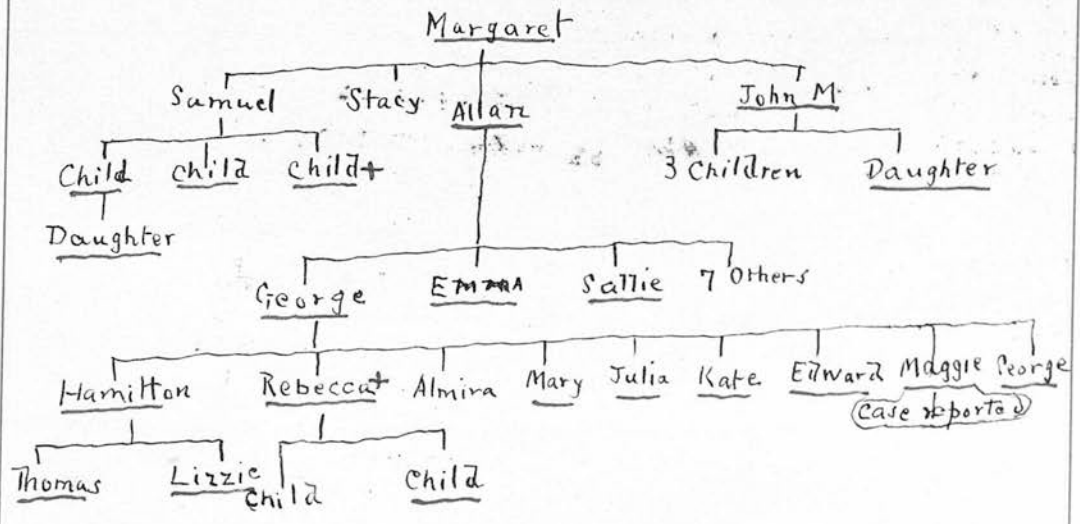 Margaret
Samuel Stacy Allan John M.
Child Child Child+ 3 Children Daughter
Daughter
George Emma Sallie 7 Others
Hamilton Rebecca+ Almira Mary Julia Kate Edward Maggie George
Case reported
Thomas Lizzie Child Child